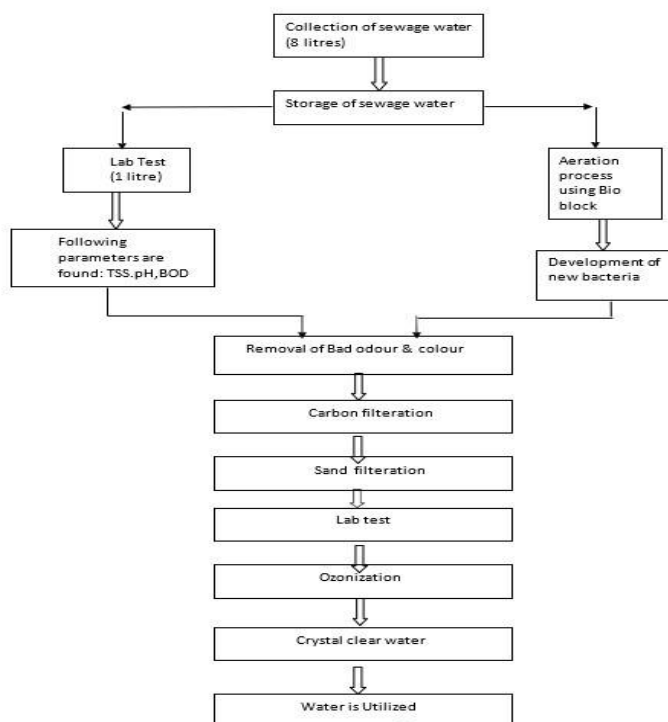 Collection of sewage water
(8 litres)
Storage of sewage water
Lab Test
(1 litre)
Aeration
process
using Bio
block
Following
parameters are
found: TSS.pH,BOD
Development of
new bacteria
Removal of Bad odour & colour
Carbon filteration
Sand filteration
Lab test
Ozonization
Crystal clear water
Water is Utilized